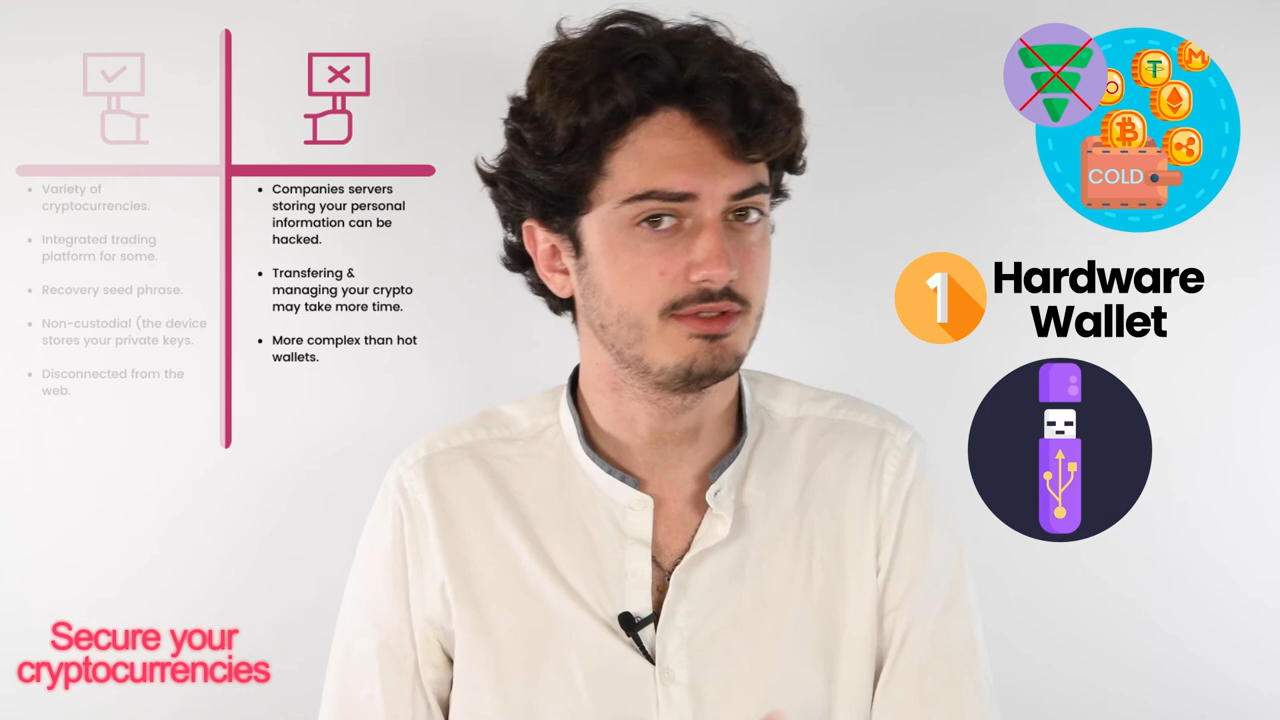 Variety of
cryptocurrencies.
Integrated trading
platform for some.
Recovery seed phrase.
Non-custodial (the device
stores your private keys.
Disconnected from the
web.
Companies servers
storing your personal
information can be
hacked.
Transfering &
managing your crypto
may take more time.
More complex than hot
wallets.
COLD
1
Hardware
Wallet
Secure your
cryptocurrencies